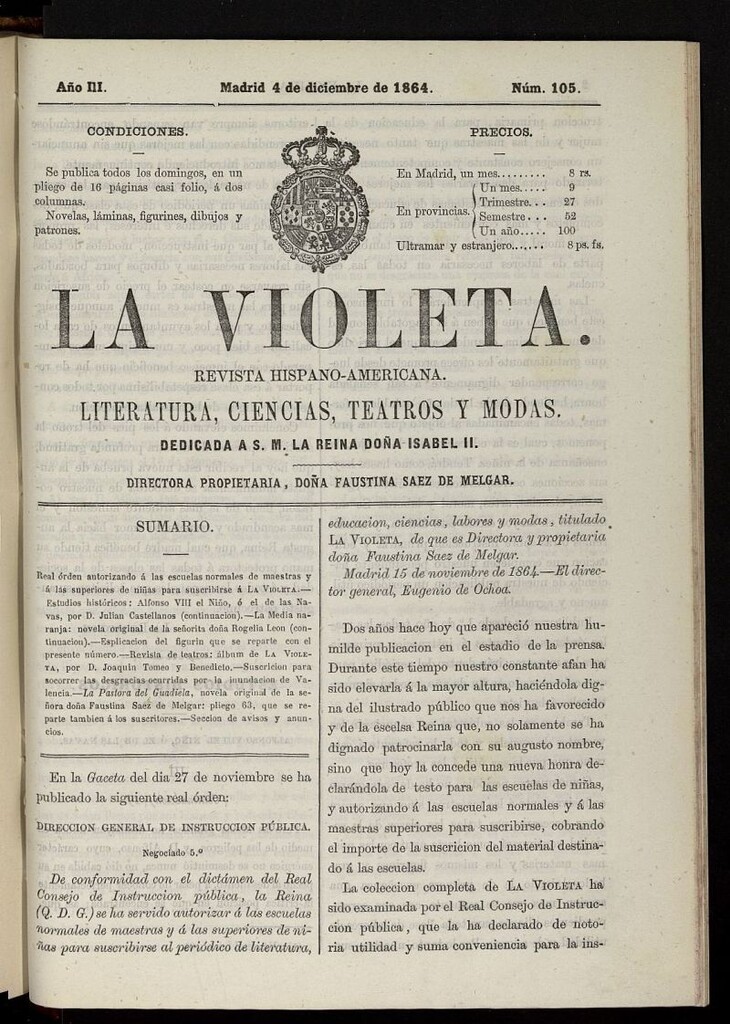 Año III.
Madrid 4 de diciembre de 1864.
Núm. 105.
CONDICIONES.
Se publica todos los domingos, en un
pliego de 16 páginas casi folio, á dos
columnas.
Novelas, láminas, figurines, dibujos y
patrones.
PRECIOS.
En Madrid, un mes......... 8 rs.
En provincias.
Un mes..... 9
Trimestre... 27
Semestre... 52
Un año..... 100
Ultramar y estranjero....... 8 ps. fs.
LA VIOLETA.
REVISTA HISPANO-AMERICANA.
LITERATURA, CIENCIAS, TEATROS Y MODAS.
DEDICADA A S. M. LA REINA DOÑA ISABEL II.
DIRECTORA PROPIETARIA, DOÑA FAUSTINA SAEZ DE MELGAR.
SUMARIO.
Real órden autorizando á las escuelas normales de maestras y
á las superiores de niñas para suscribirse á LA VIOLETA.—
Estudios históricos: Alfonso VIII el Niño, ó el de las Na-
vas, por D. Julian Castellanos (continuacion).—La Media na-
ranja: novela original de la señorita doña Rogelia Leon (con-
tinuacion).—Esplicacion del figurin que se reparte con el
presente número.—Revista de teatros: álbum de LA VIOLE-
TA, por D. Joaquin Tomeo y Benedicto.—Suscricion para
socorrer las desgracias ocurridas por la inundacion de Va-
lencia.—La Pastora del Guadiela, novela original de la se-
ñora doña Faustina Saez de Melgar: pliego 63, que se re-
parte tambien á los suscritores.—Seccion de avisos y anun-
cios.
En la Gaceta del dia 27 de noviembre se ha
publicado la siguiente real órden:
DIRECCION GENERAL DE INSTRUCCION PÚBLICA.
Negociado 5.º
De conformidad con el dictámen del Real
Consejo de Instruccion pública, la Reina
(Q. D. G.) se ha servido autorizar á las escuelas
normales de maestras y á las superiores de ni-
ñas para suscribirse al periódico de literatura,
educacion, ciencias, labores y modas, titulado
LA VIOLETA, de que es Directora y propietaria
doña Faustina Saez de Melgar.
Madrid 15 de noviembre de 1864.—El direc-
tor general, Eugenio de Ochoa.
Dos años hace hoy que apareció nuestra hu-
milde publicacion en el estadio de la prensa.
Durante este tiempo nuestro constante afan ha
sido elevarla á la mayor altura, haciéndola dig-
na del ilustrado público que nos ha favorecido
y de la escelsa Reina que, no solamente se ha
dignado patrocinarla con su augusto nombre,
sino que hoy la concede una nueva honra de-
clarándola de testo para las escuelas de niñas,
y autorizando á las escuelas normales y á las
maestras superiores para suscribirse, cobrando
el importe de la suscricion del material destina-
do á las escuelas.
La coleccion completa de LA VIOLETA ha
sido examinada por el Real Consejo de Instruc-
cion pública, que la ha declarado de noto-
ria utilidad y suma conveniencia para la ins-